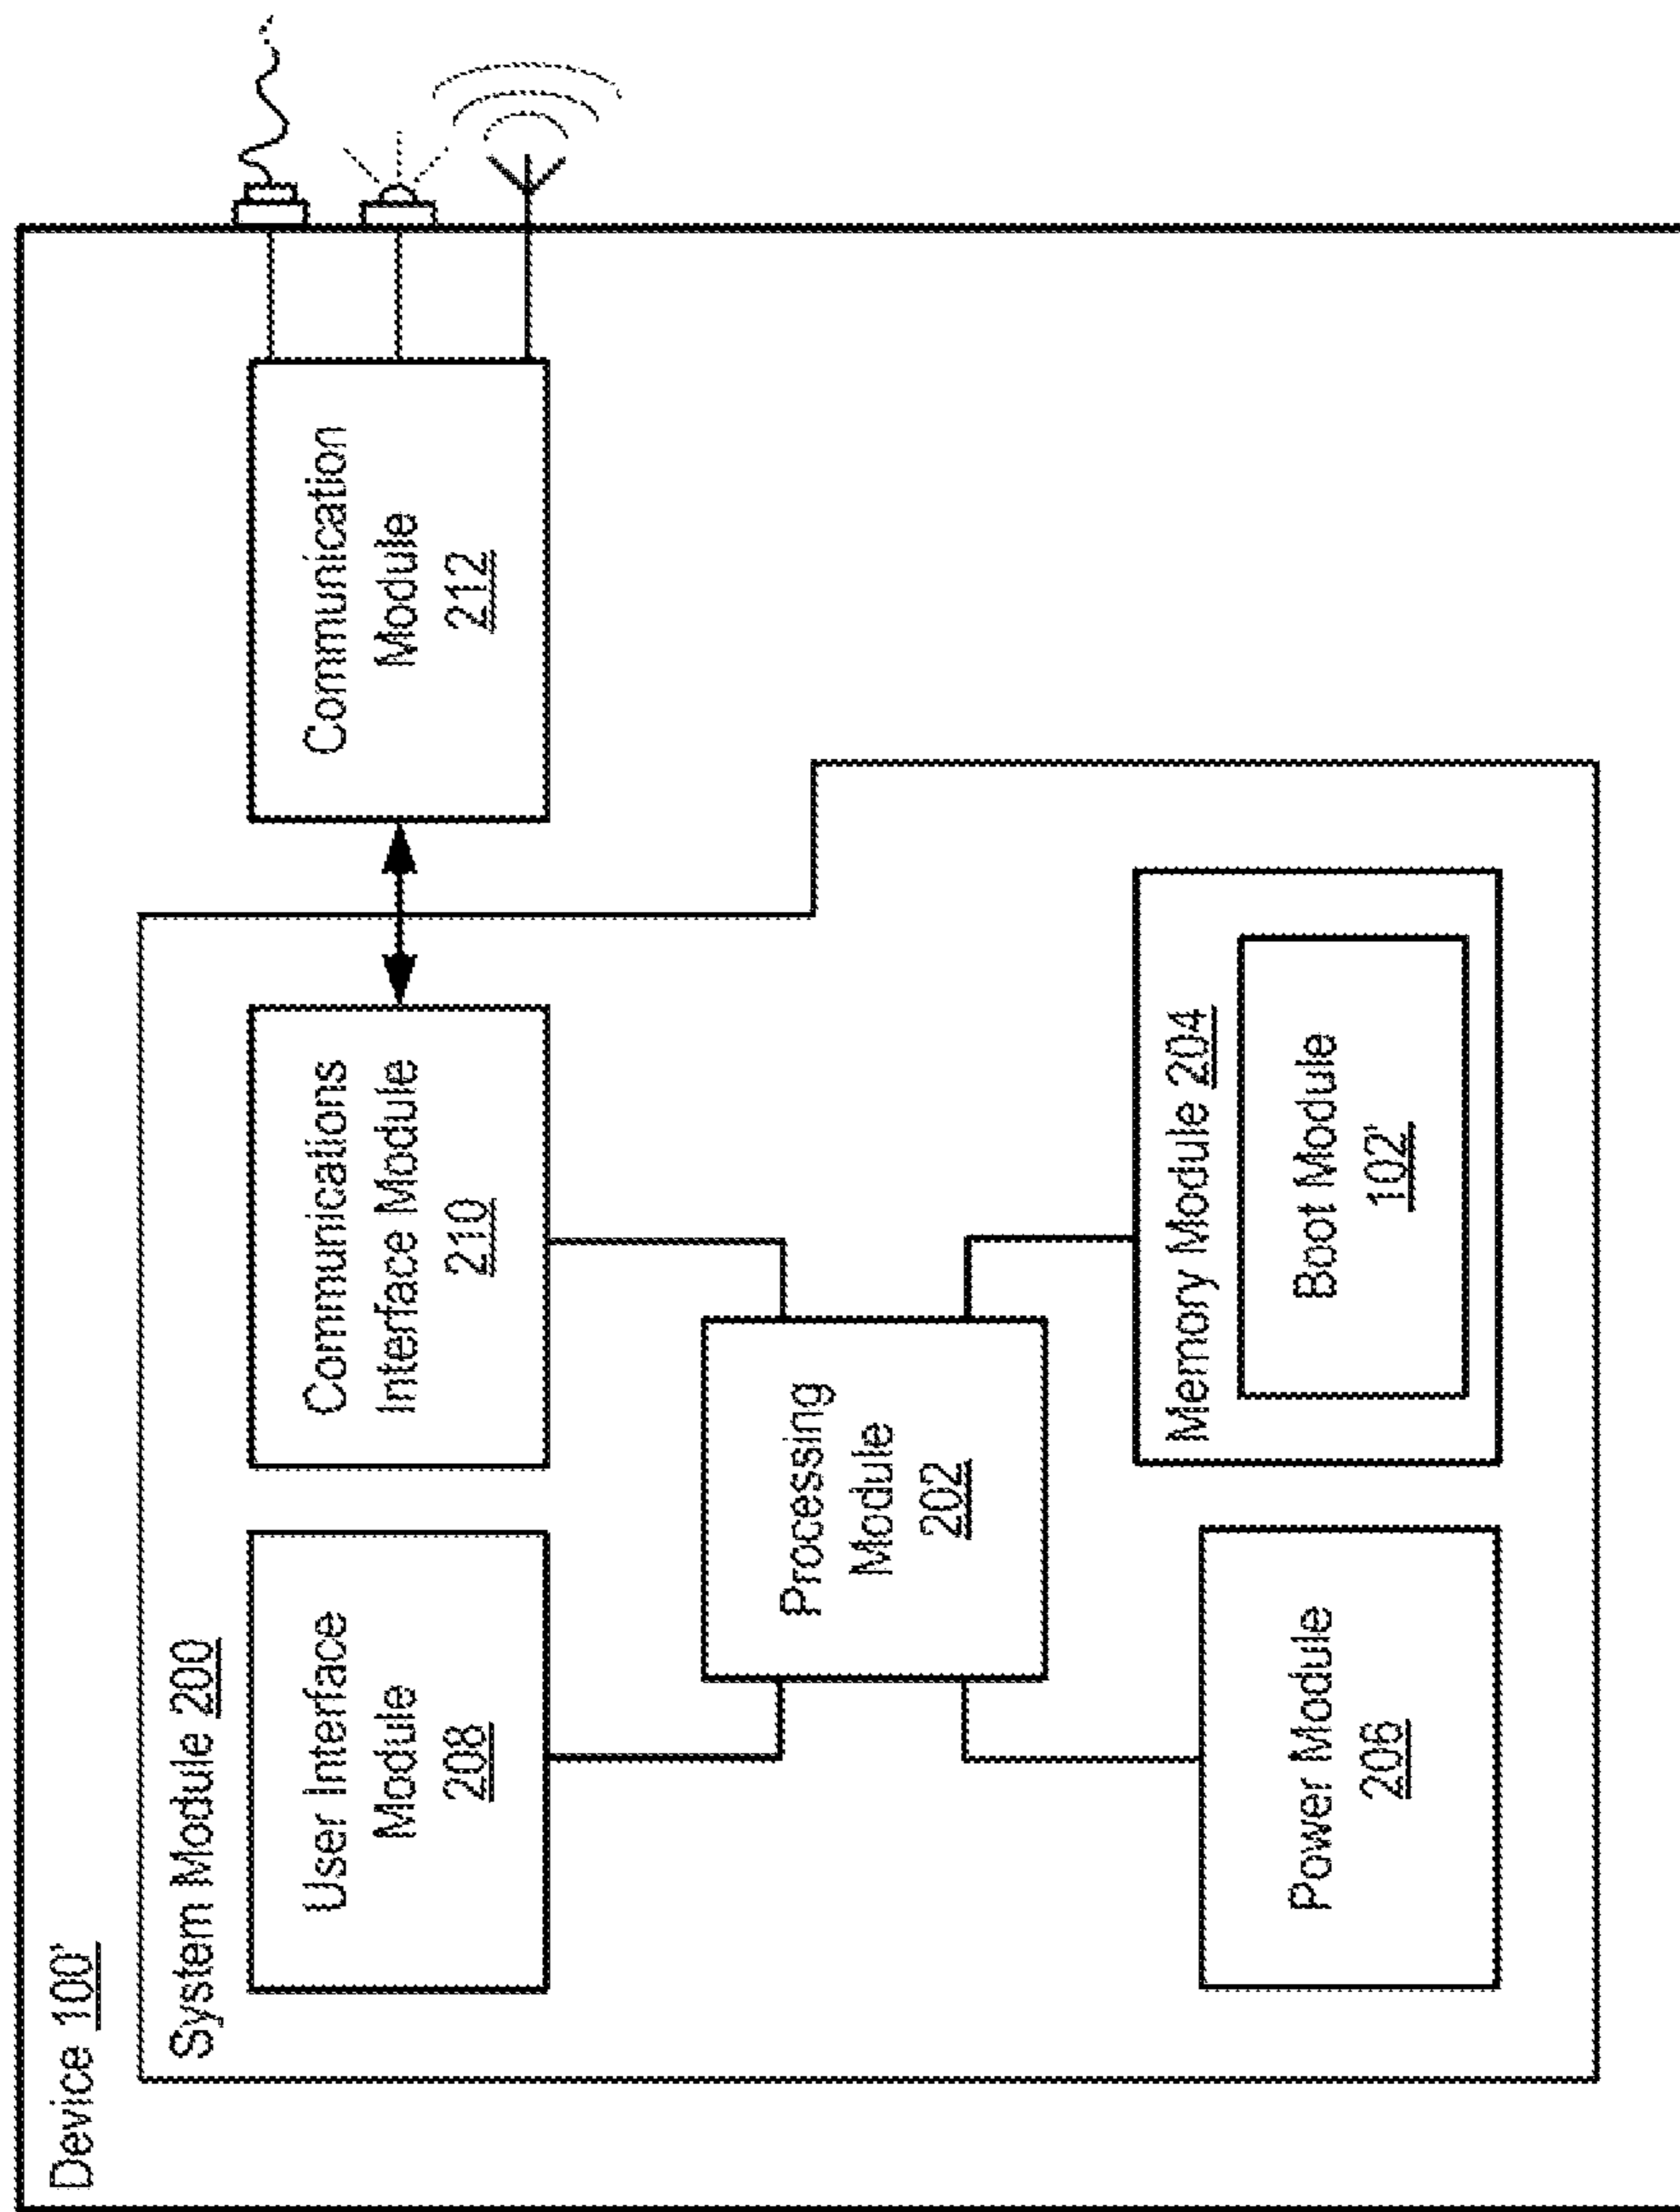 Device 100'
System Module 200
User Interface
Module
208
Communications
Interface Module
210
Communication
Module
212
Processing
Module
202
Power Module
206
Memory Module 204
Boot Module
102'